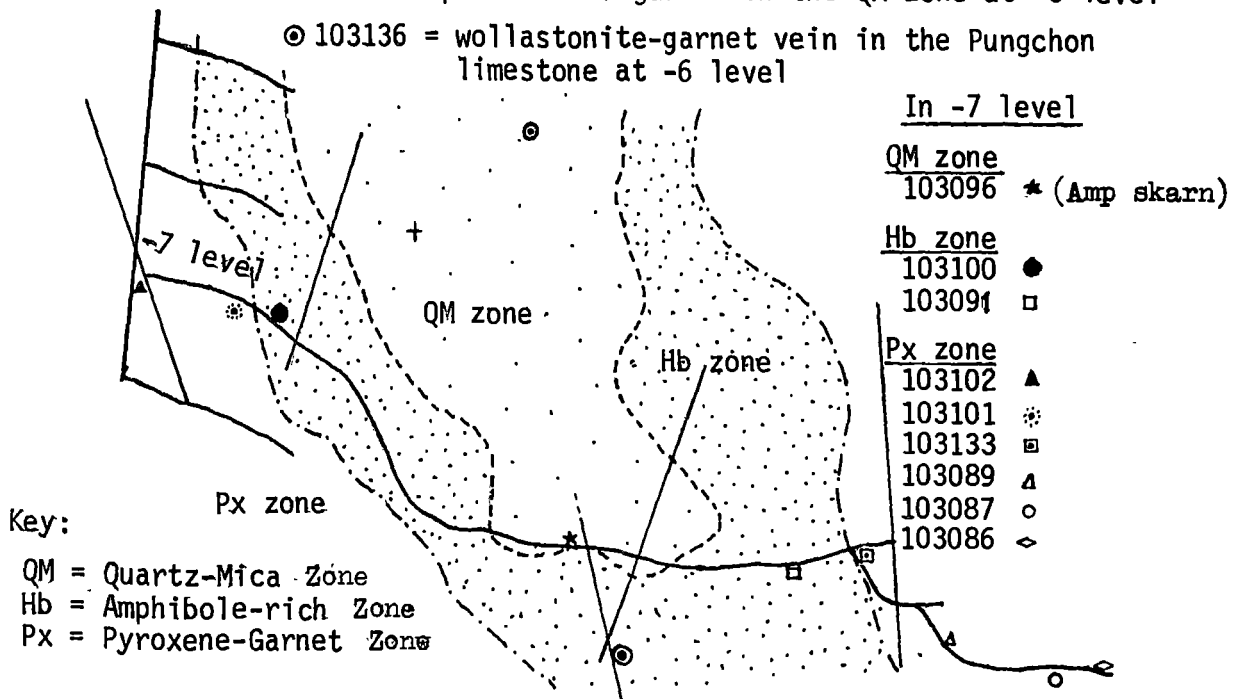 103136 = wollastonite-garnet vein in the Pungchon
limestone at -6 level
In -7 level
QM zone
103096 (Amp skarn)
Hb zone
103100
103091
Px zone
103102
103101
103133
103089
103087
103086
-7 level
QM zone
Hb zone
Px zone
Key:
QM = Quartz-Mica Zone
Hb = Amphibole-rich Zone
Px = Pyroxene-Garnet Zone